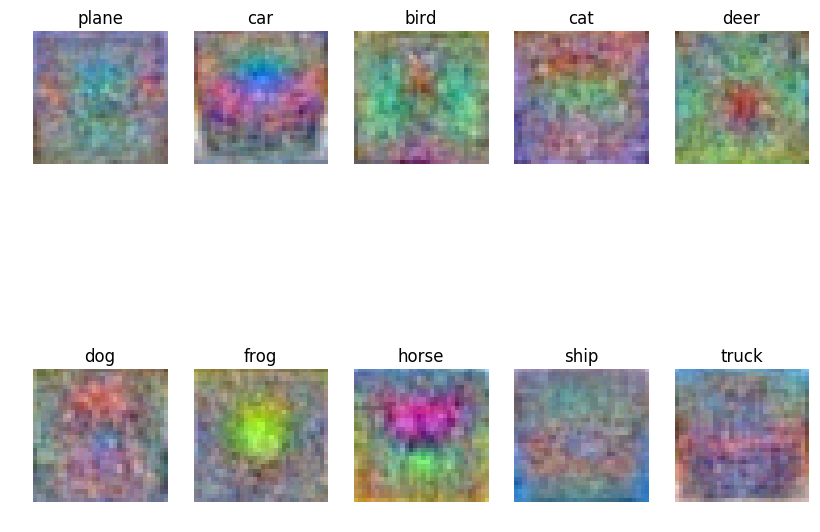 plane car bird cat deer
dog frog horse ship truck